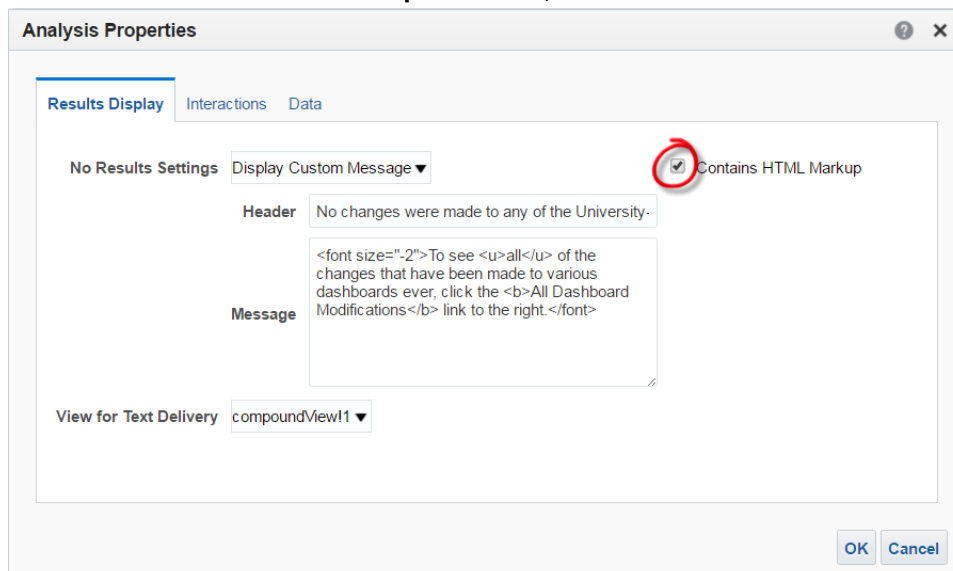 Analysis Properties
Results Display Interactions Data
No Results Settings Display Custom Message Contains HTML Markup
Header No changes were made to any of the University-
Message
<font size="-2">To see <u>all</u> of the
changes that have been made to various
dashboards ever, click the <b>All Dashboard
Modifications</b> link to the right.</font>
View for Text Delivery compoundView!1
OK Cancel